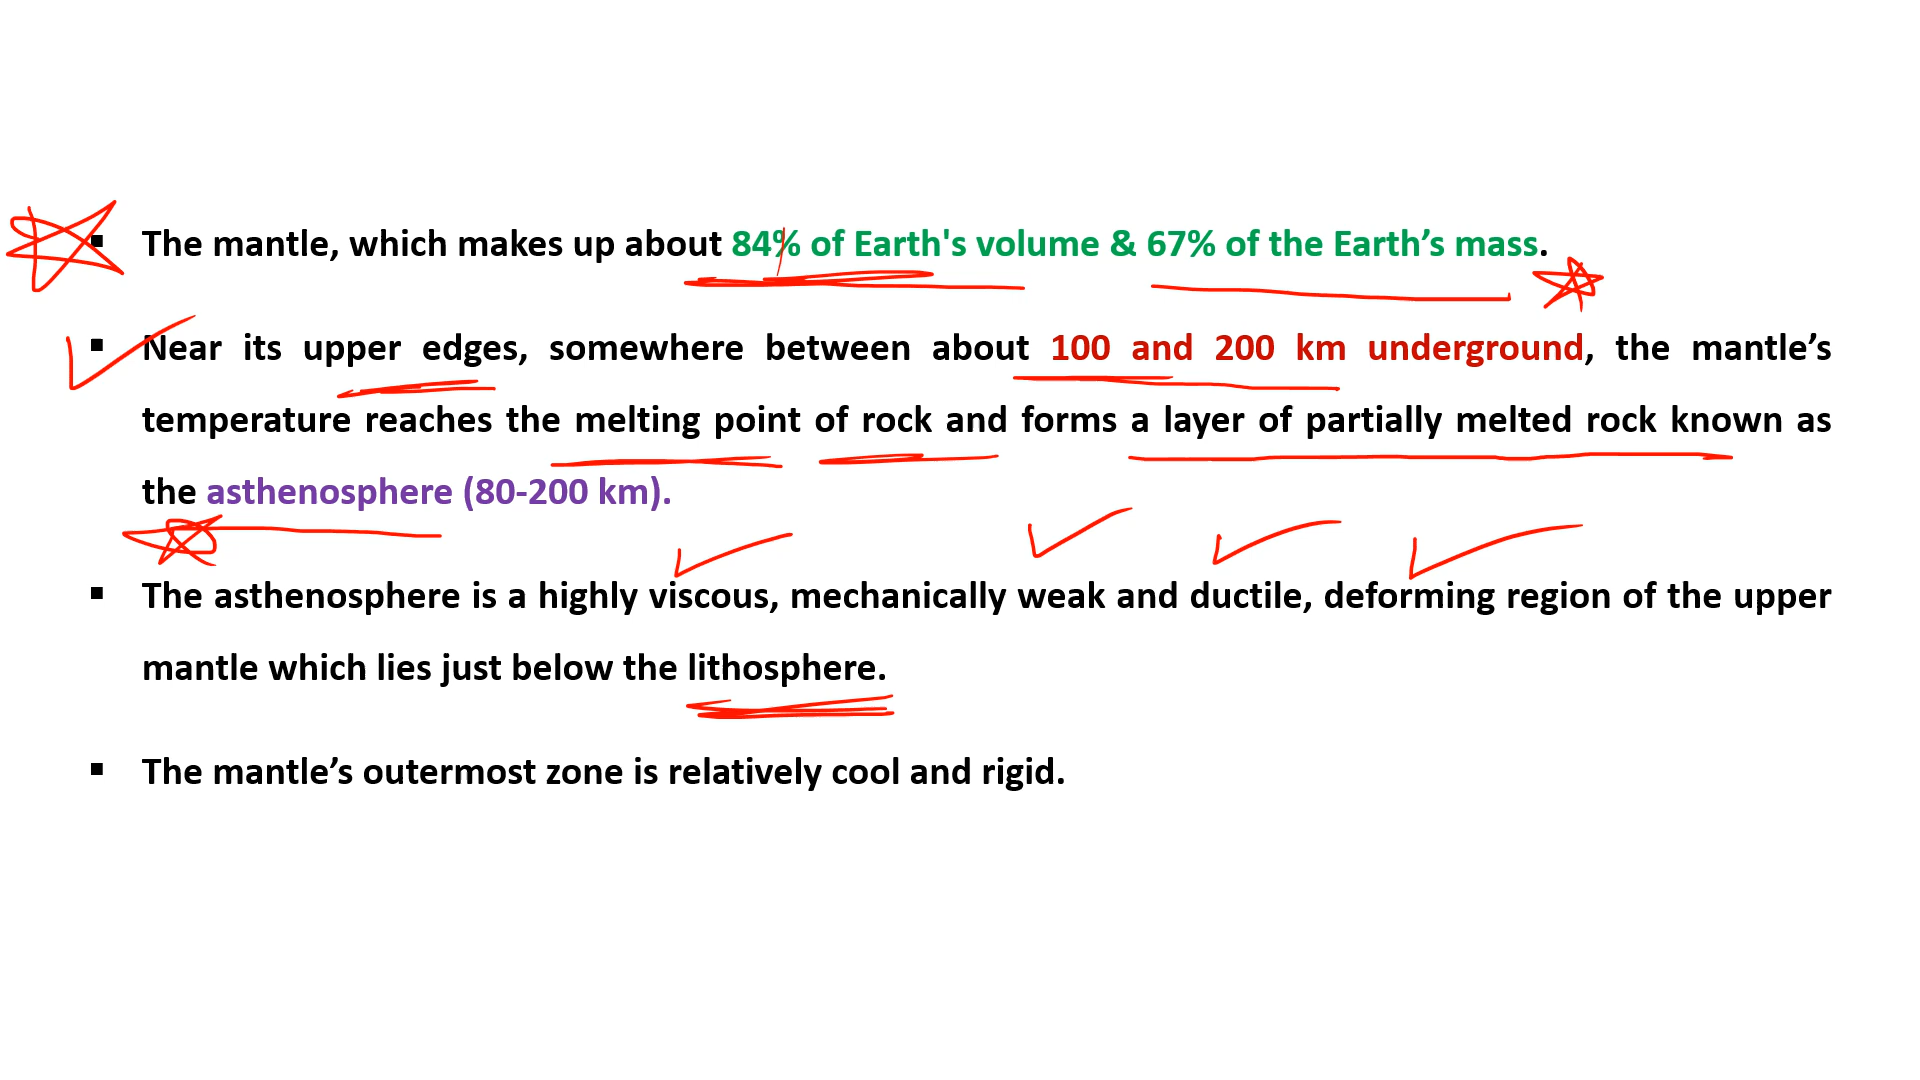 ▪ The mantle, which makes up about 84% of Earth's volume & 67% of the Earth’s mass.
▪ Near its upper edges, somewhere between about 100 and 200 km underground, the mantle’s
temperature reaches the melting point of rock and forms a layer of partially melted rock known as
the asthenosphere (80-200 km).
▪ The asthenosphere is a highly viscous, mechanically weak and ductile, deforming region of the upper
mantle which lies just below the lithosphere.
▪ The mantle’s outermost zone is relatively cool and rigid.